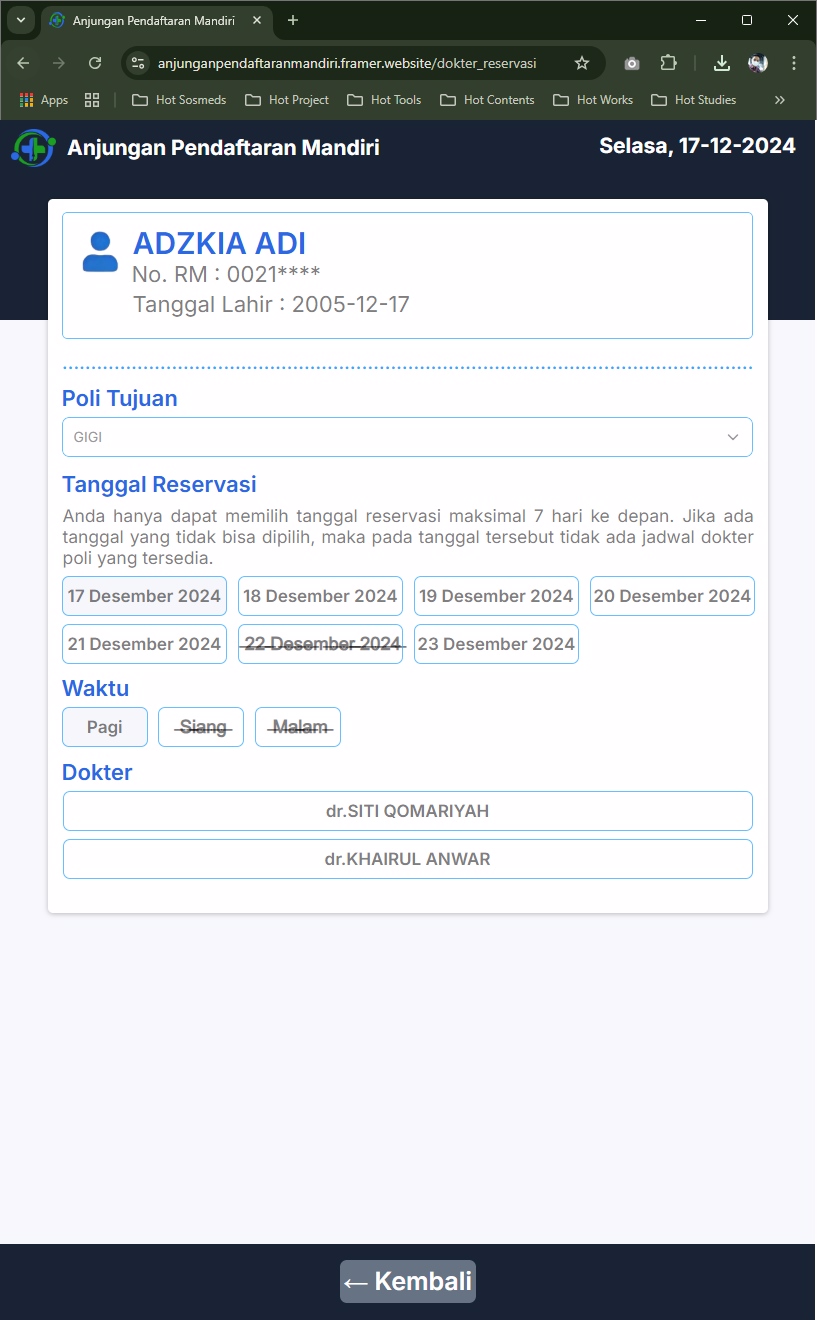 Anjungan Pendaftaran Mandiri
anjunganpendaftaranmandiri.framer.website/dokter_reservasi
Apps Hot Sosmeds Hot Project Hot Tools Hot Contents Hot Works Hot Studies
Anjungan Pendaftaran Mandiri Selasa, 17-12-2024
ADZKIA ADI
No. RM : 0021****
Tanggal Lahir : 2005-12-17
Poli Tujuan
GIGI
Tanggal Reservasi
Anda hanya dapat memilih tanggal reservasi maksimal 7 hari ke depan. Jika ada
tanggal yang tidak bisa dipilih, maka pada tanggal tersebut tidak ada jadwal dokter
poli yang tersedia.
17 Desember 2024 18 Desember 2024 19 Desember 2024 20 Desember 2024
21 Desember 2024 22 Desember 2024 23 Desember 2024
Waktu
Pagi Siang Malam
Dokter
dr.SITI QOMARIYAH
dr.KHAIRUL ANWAR
← Kembali